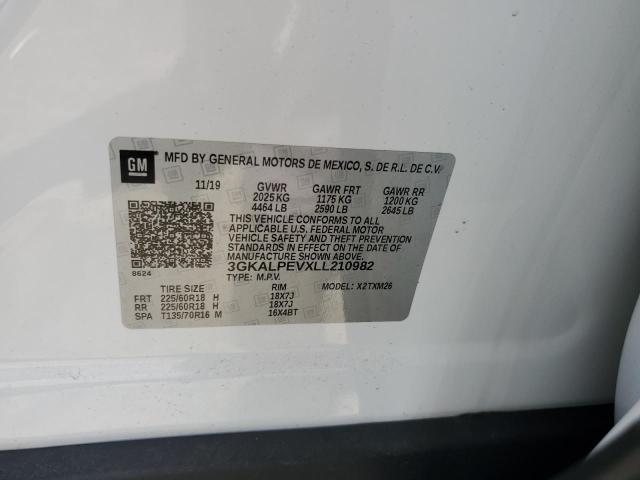 GM MFD BY GENERAL MOTORS DE MEXICO, S. DE R.L. DE C.V.
11/19 GVWR GAWR FRT GAWR RR
2025 KG 1175 KG 1200 KG
4464 LB 2590 LB 2645 LB
THIS VEHICLE CONFORMS TO ALL
APPLICABLE U.S. FEDERAL MOTOR
VEHICLE SAFETY AND THEFT PREVENTION
STANDARDS IN EFFECT ON THE DATE OF
MANUFACTURE SHOWN ABOVE.
3GKALPEVXLL210982
8624 TYPE: M.P.V. MODEL: X2TXM26
TIRE SIZE RIM
FRT 225/60R18 H 18X7J
RR 225/60R18 H 18X7J
SPA T135/70R16 M 16X4BT